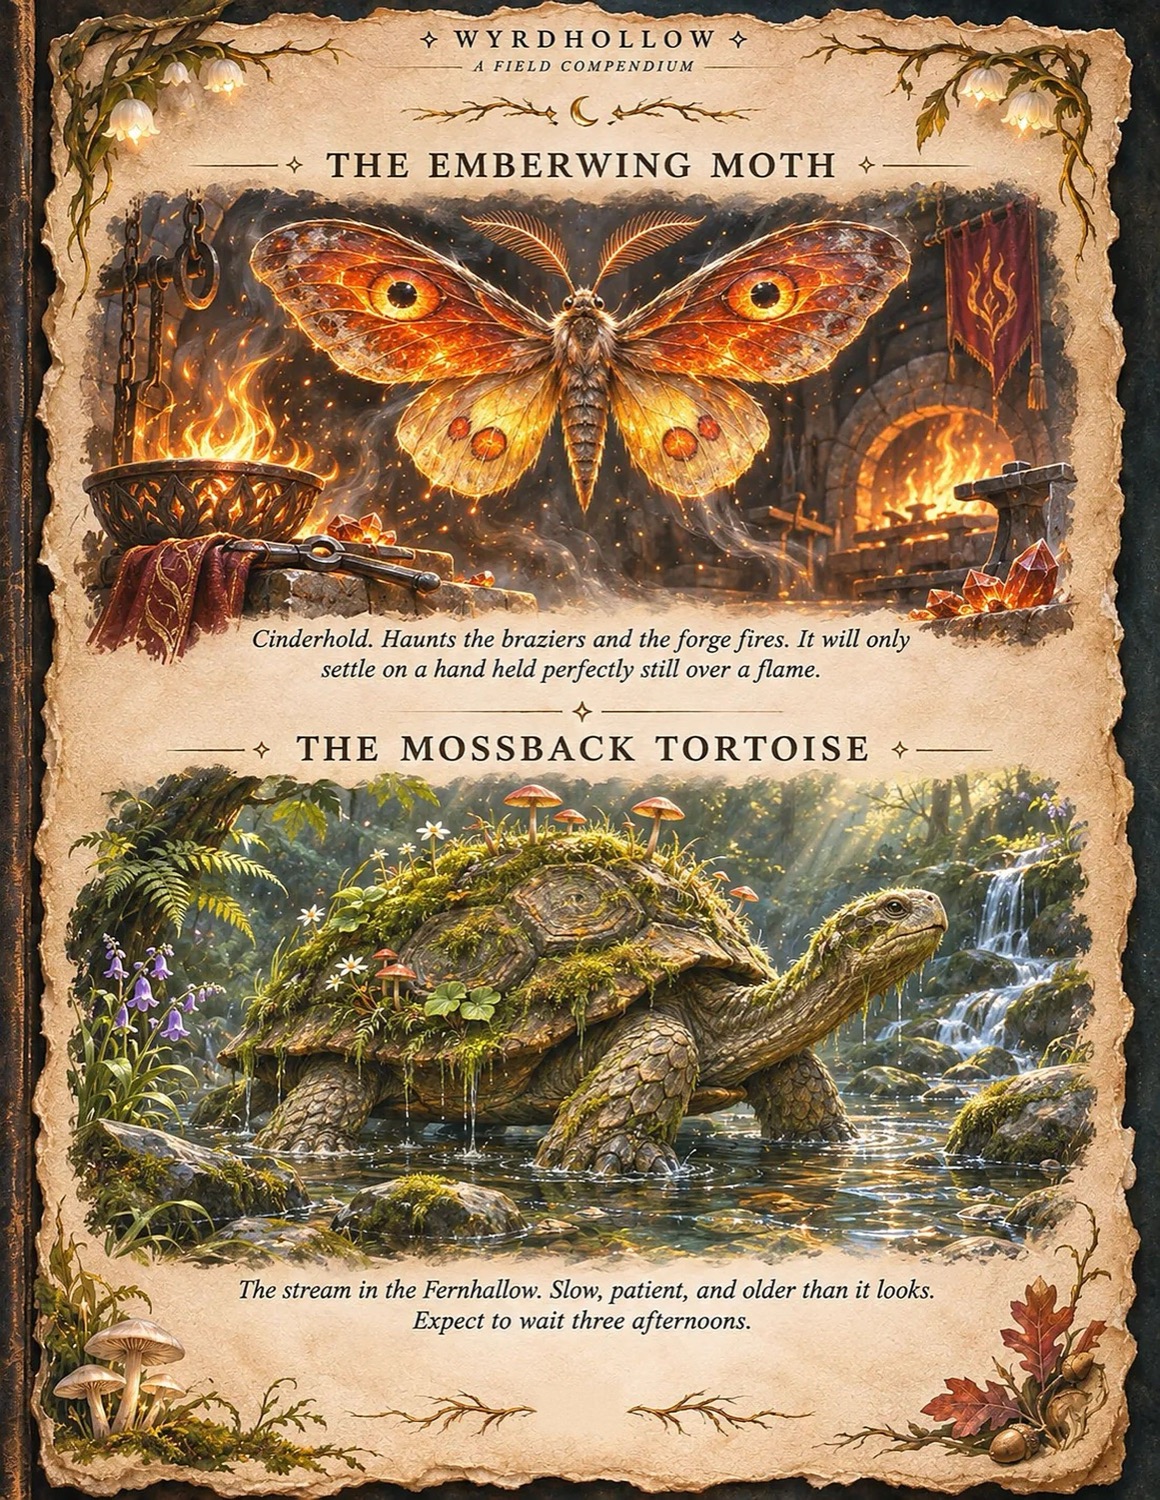 WYRDHOLLOW
A FIELD COMPENDIUM
THE EMBERWING MOTH
Cinderhold. Haunts the braziers and the forge fires. It will only
settle on a hand held perfectly still over a flame.
THE MOSSBACK TORTOISE
The stream in the Fernhallow. Slow, patient, and older than it looks.
Expect to wait three afternoons.